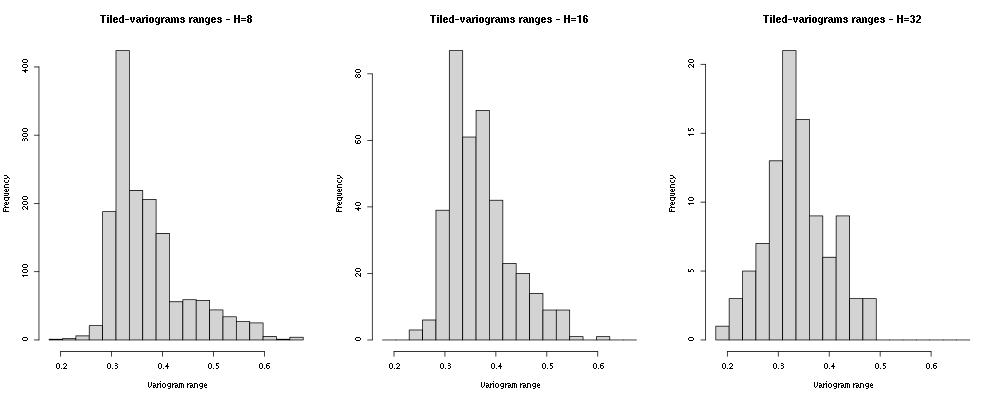 Tiled-variograms ranges - H=8
Tiled-variograms ranges - H=16
Tiled-variograms ranges - H=32
Frequency
0
100
200
300
400
0.2 0.3 0.4 0.5 0.6
Variogram range
Frequency
0
20
40
60
80
0.2 0.3 0.4 0.5 0.6
Variogram range
Frequency
0
5
10
15
20
0.2 0.3 0.4 0.5 0.6
Variogram range